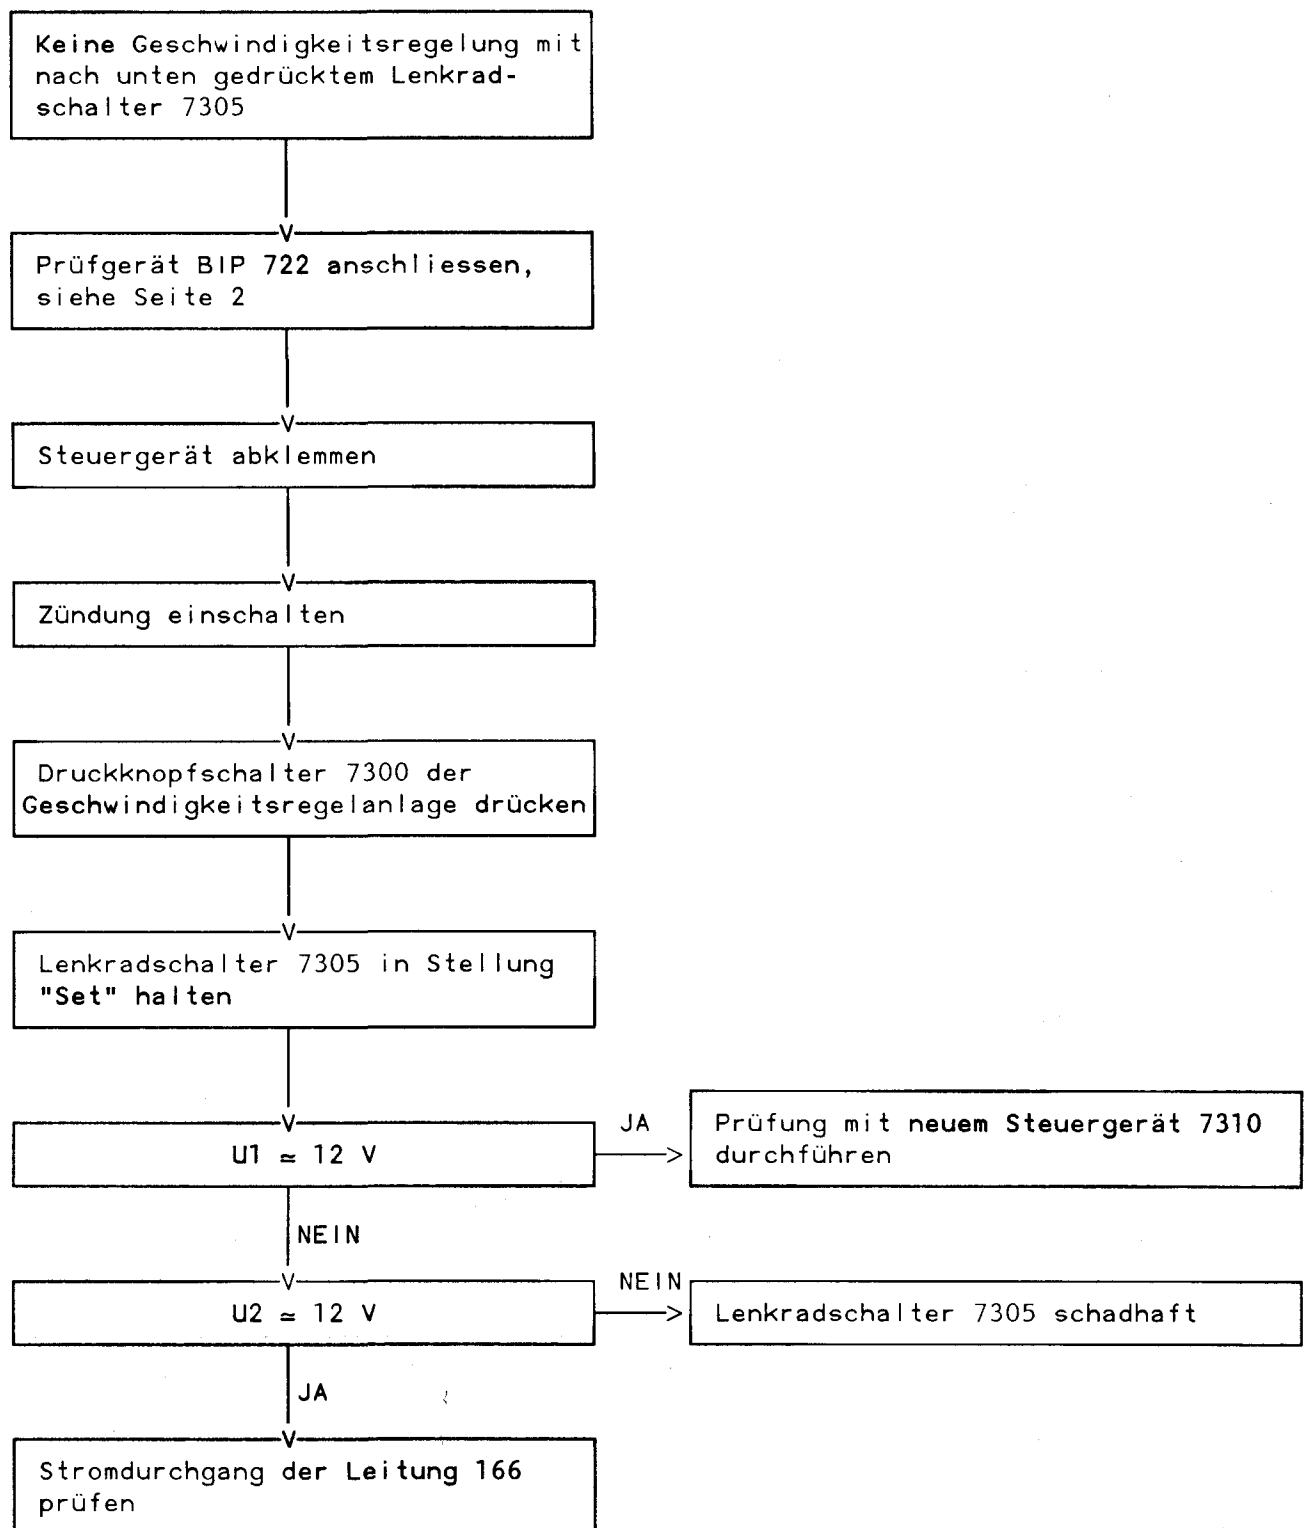 Keine Geschwindigkeitsregelung mit
nach unten gedrücktem Lenkrad-
schalter 7305
Prüfgerät BIP 722 anschliessen,
siehe Seite 2
Steuergerät abklemmen
Zündung einschalten
Druckknopfschalter 7300 der
Geschwindigkeitsregelanlage drücken
Lenkradschalter 7305 in Stellung
"Set" halten
U1 ≃ 12 V
JA
Prüfung mit neuem Steuergerät 7310
durchführen
NEIN
U2 ≃ 12 V
NEIN
Lenkradschalter 7305 schadhaft
JA
Stromdurchgang der Leitung 166
prüfen